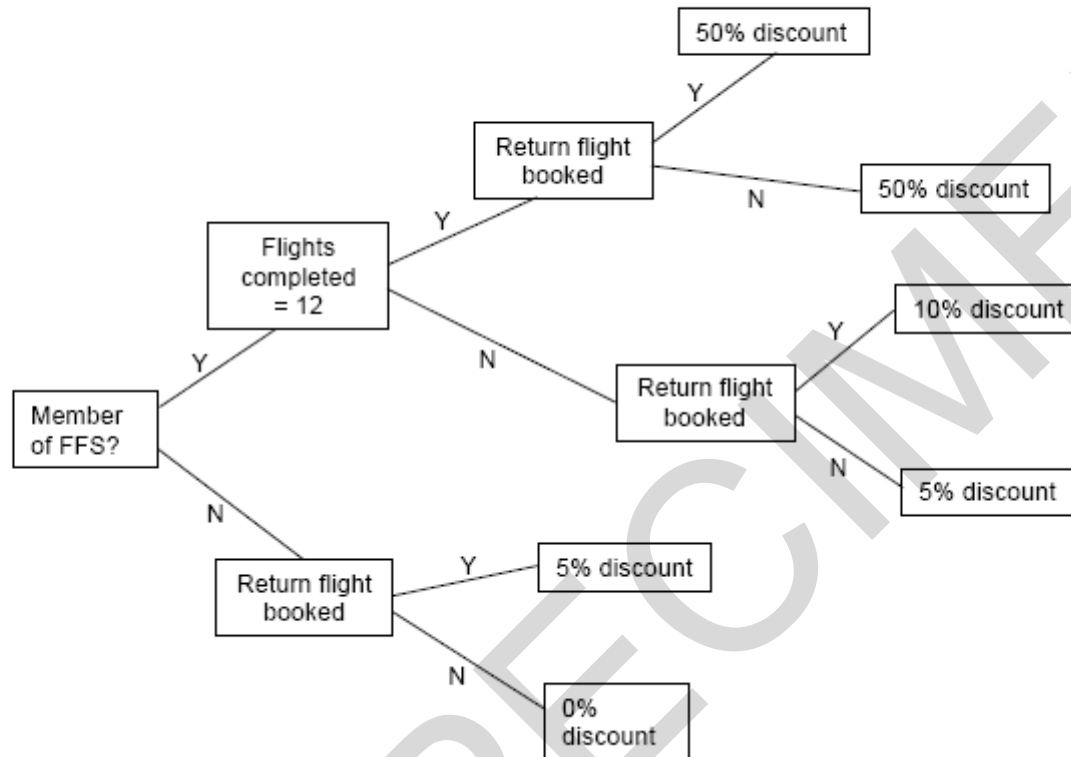 50% discount
Y
Return flight
booked
N
50% discount
Y
Flights
completed
= 12
10% discount
Y
N
Return flight
booked
Y
Member
of FFS?
N
5% discount
N
Y
5% discount
Return flight
booked
N
0%
discount
SPECIME